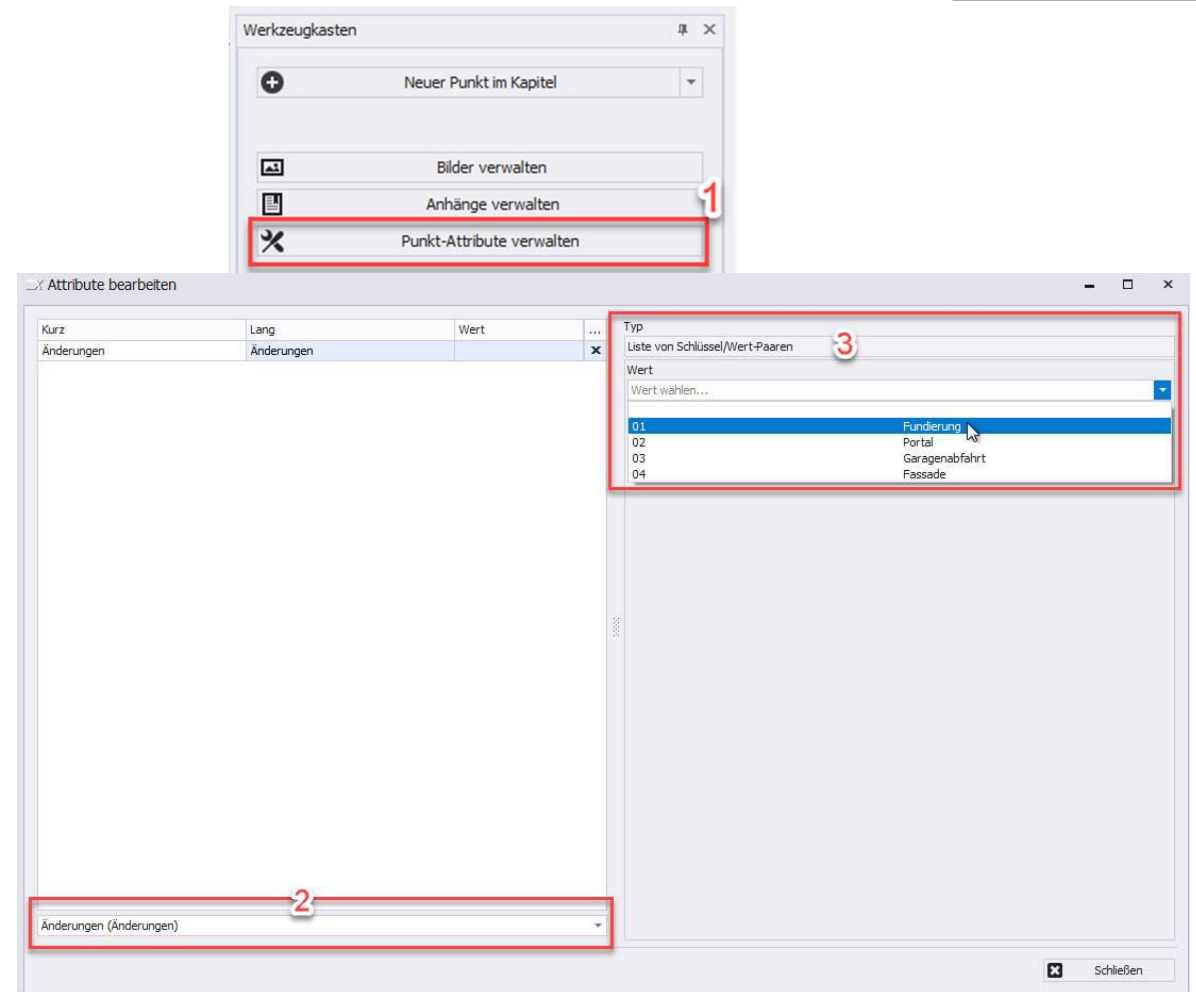 Werkzeugkasten
Neuer Punkt im Kapitel
Bilder verwalten
Anhänge verwalten
1
Punkt-Attribute verwalten
Attribute bearbeiten
Kurz Lang Wert ...
Änderungen Änderungen
Typ
Liste von Schlüssel/Wert-Paaren
3
Wert
Wert wählen...
01 Fundierung
02 Portal
03 Garagenabfahrt
04 Fassade
2
Änderungen (Änderungen)
Schließen